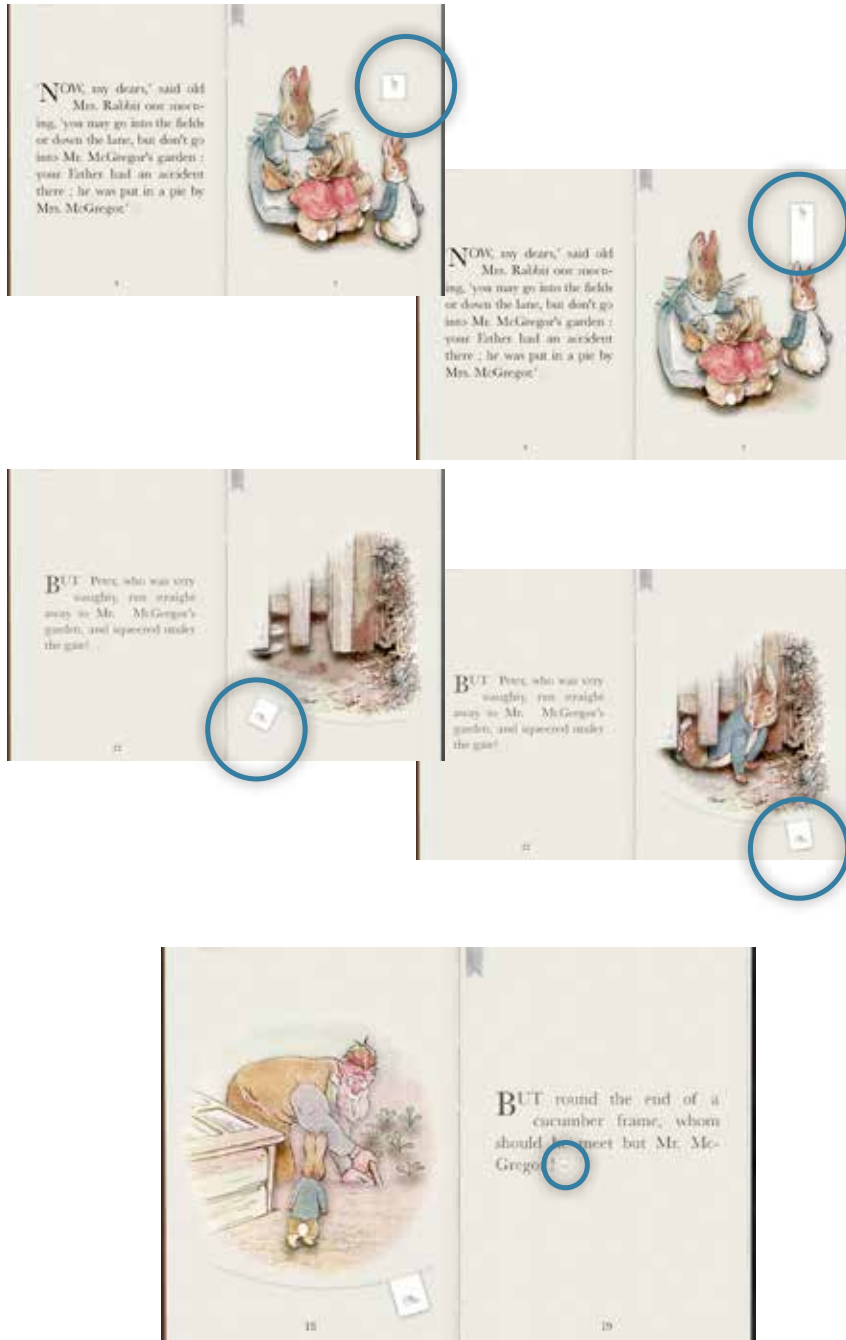 'NOW, my dears,' said old
Mrs. Rabbit one morn-
ing, 'you may go into the fields
or down the lane, but don't go
into Mr. McGregor's garden :
your Father had an accident
there ; he was put in a pie by
Mrs. McGregor.'
'NOW, my dears,' said old
Mrs. Rabbit one morn-
ing, 'you may go into the fields
or down the lane, but don't go
into Mr. McGregor's garden :
your Father had an accident
there ; he was put in a pie by
Mrs. McGregor.'
BUT Peter, who was very
naughty, ran straight
away to Mr. McGregor's
garden, and squeezed under
the gate!
12
BUT Peter, who was very
naughty, ran straight
away to Mr. McGregor's
garden, and squeezed under
the gate!
12
BUT round the end of a
cucumber frame, whom
should he meet but Mr. Mc-
Gregor!
18
19